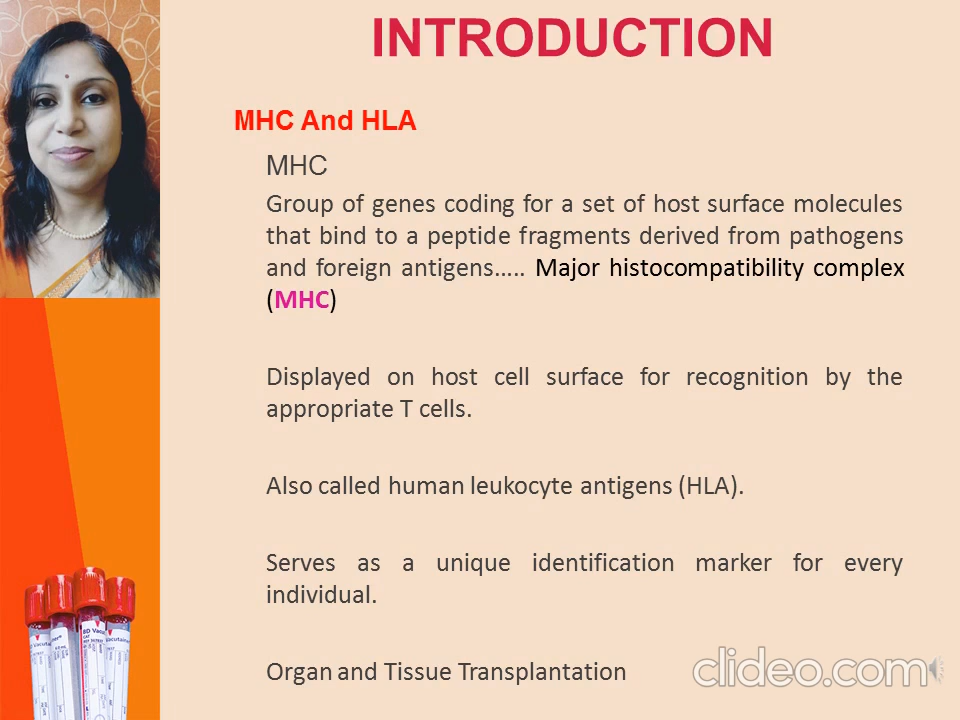 INTRODUCTION
MHC And HLA
MHC
Group of genes coding for a set of host surface molecules
that bind to a peptide fragments derived from pathogens
and foreign antigens..... Major histocompatibility complex
(MHC)
Displayed on host cell surface for recognition by the
appropriate T cells.
Also called human leukocyte antigens (HLA).
Serves as a unique identification marker for every
individual.
Organ and Tissue Transplantation
clideo.com
BD Vacu